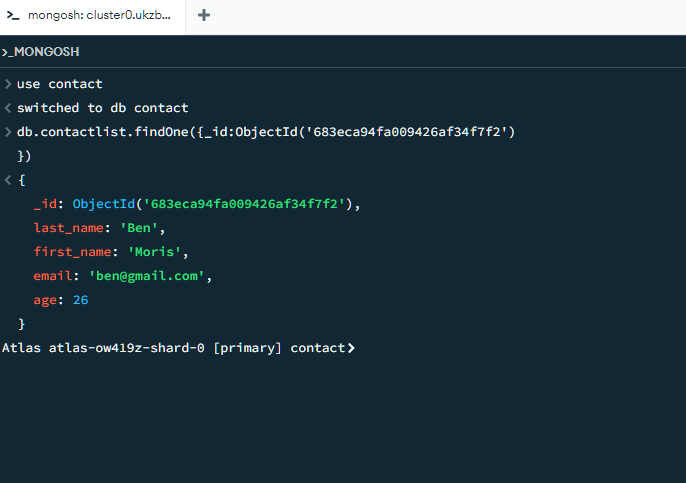 >_ mongosh: cluster0.ukzb... +
>_MONGOSH
> use contact
< switched to db contact
> db.contactlist.findOne({_id:ObjectId('683eca94fa009426af34f7f2')
})
< {
_id: ObjectId('683eca94fa009426af34f7f2'),
last_name: 'Ben',
first_name: 'Moris',
email: 'ben@gmail.com',
age: 26
}
Atlas atlas-ow419z-shard-0 [primary] contact>